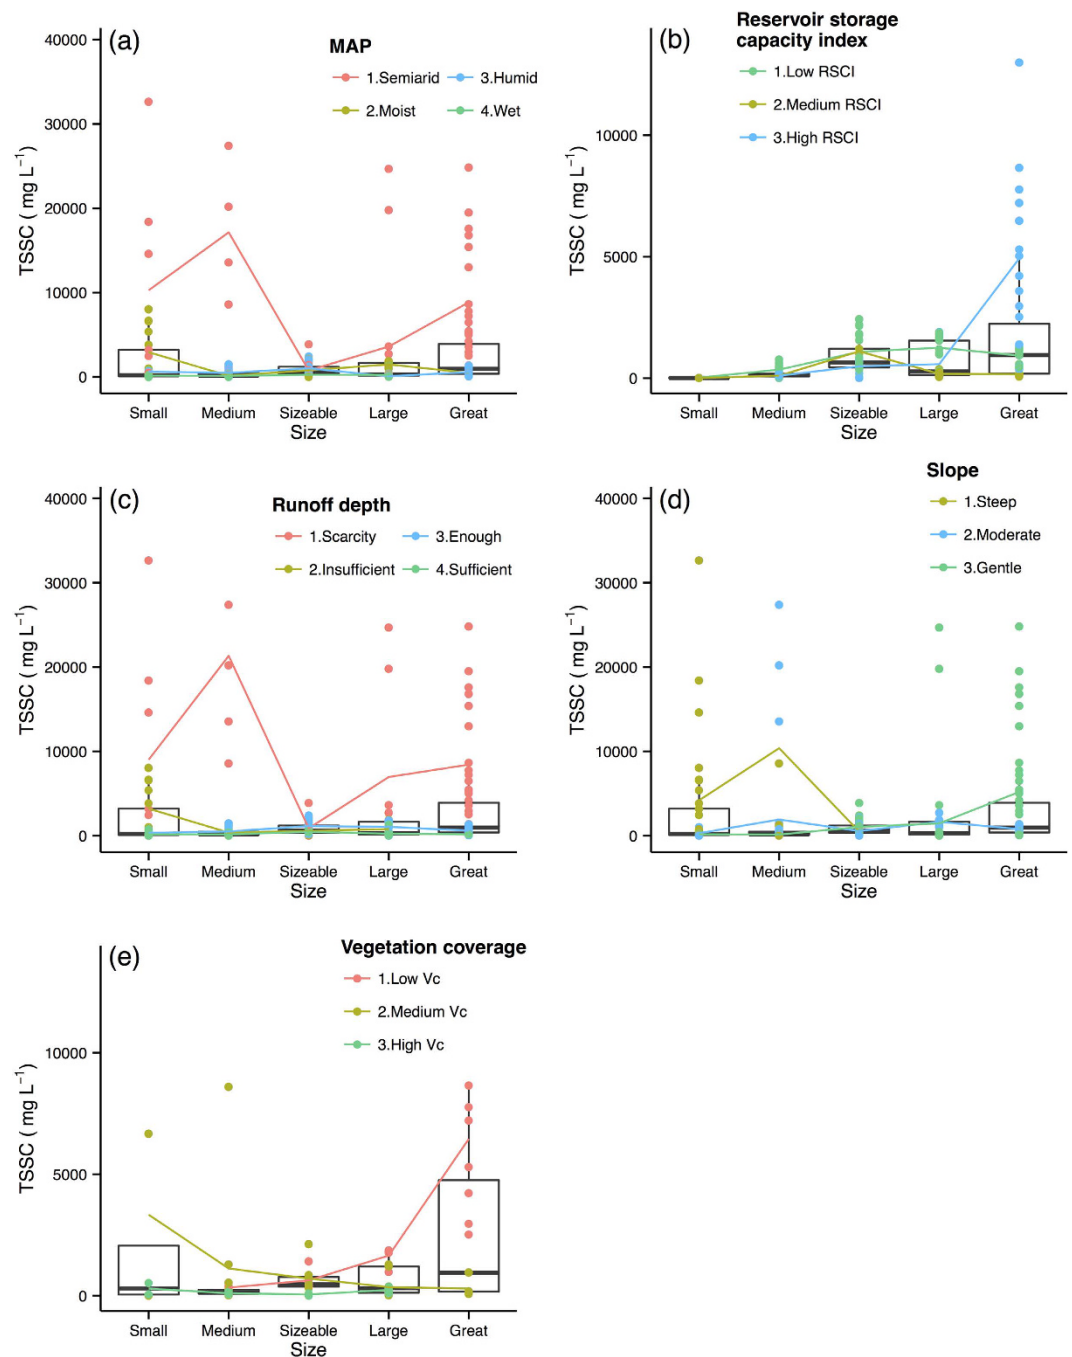 (a)
MAP
1.Semiarid 3.Humid
2.Moist 4.Wet
TSSC ( mg L⁻¹)
40000
30000
20000
10000
0
Small Medium Sizeable Large Great
Size
(b)
Reservoir storage
capacity index
1.Low RSCI
2.Medium RSCI
3.High RSCI
TSSC ( mg L⁻¹)
10000
5000
0
Small Medium Sizeable Large Great
Size
(c)
Runoff depth
1.Scarcity 3.Enough
2.Insufficient 4.Sufficient
TSSC ( mg L⁻¹)
40000
30000
20000
10000
0
Small Medium Sizeable Large Great
Size
(d)
Slope
1.Steep
2.Moderate
3.Gentle
TSSC ( mg L⁻¹)
40000
30000
20000
10000
0
Small Medium Sizeable Large Great
Size
(e)
Vegetation coverage
1.Low Vc
2.Medium Vc
3.High Vc
TSSC ( mg L⁻¹)
10000
5000
0
Small Medium Sizeable Large Great
Size